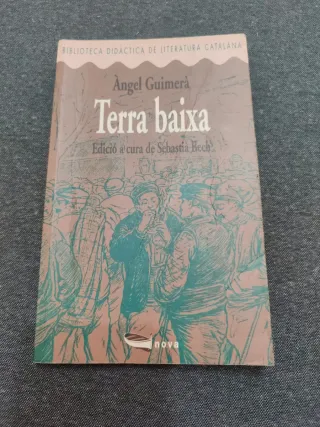 BIBLIOTECA DIDÀCTICA DE LITERATURA CATALANA
Àngel Guimerà
Terra baixa
Edició a cura de Sebastià Bech
nova